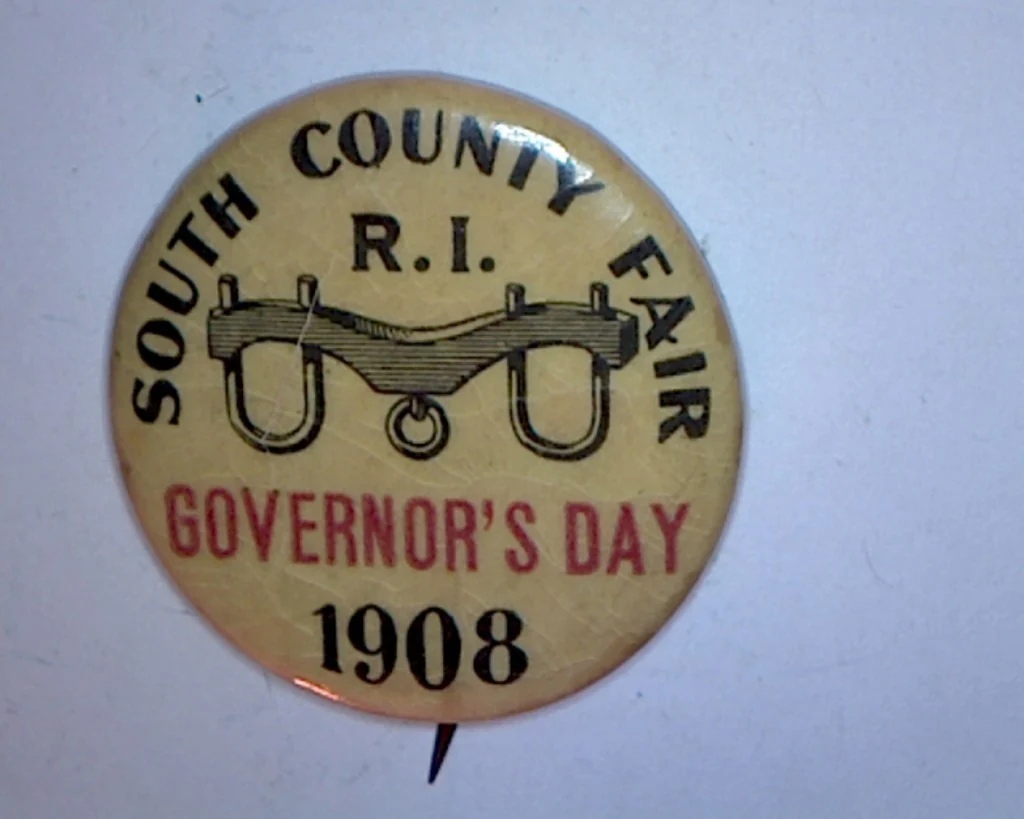 SOUTH COUNTY FAIR
R.I.
GOVERNOR'S DAY
1908